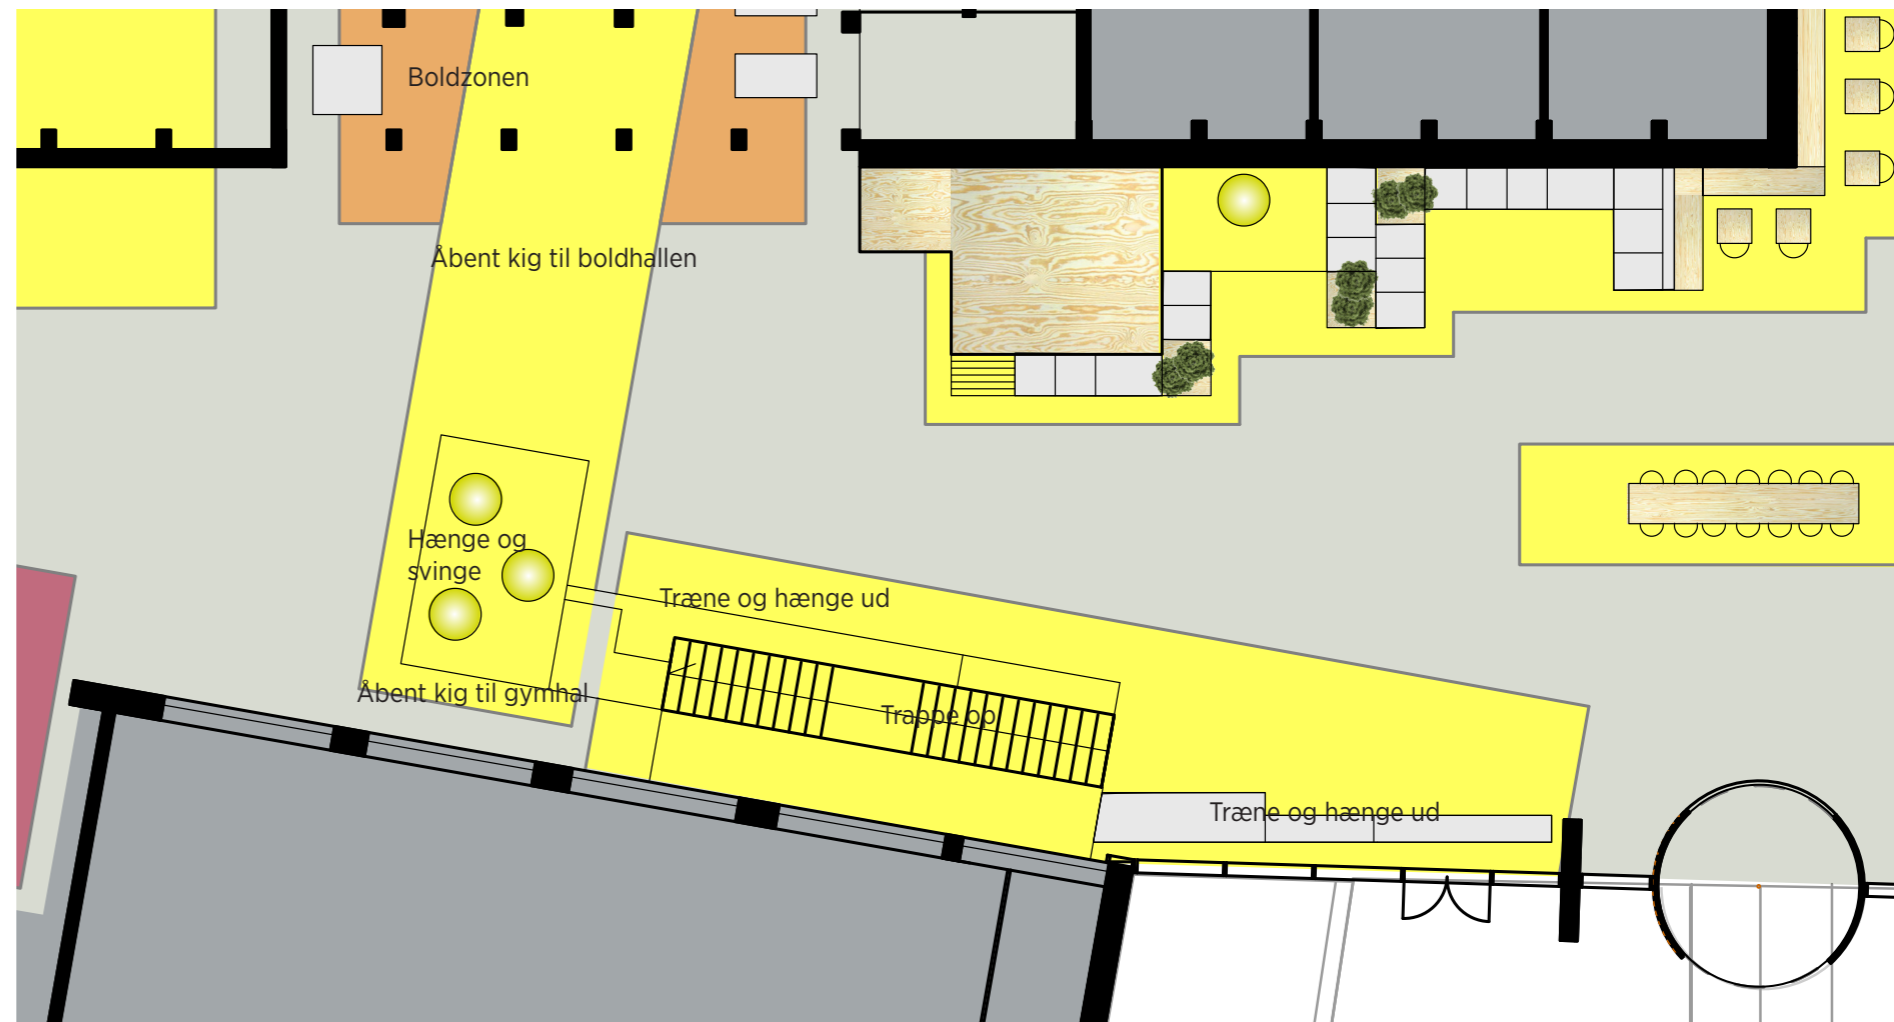 Boldzonen
Åbent kig til boldhallen
Hænge og
svinge
Træne og hænge ud
Åbent kig til gymhal
Trappe op
Træne og hænge ud